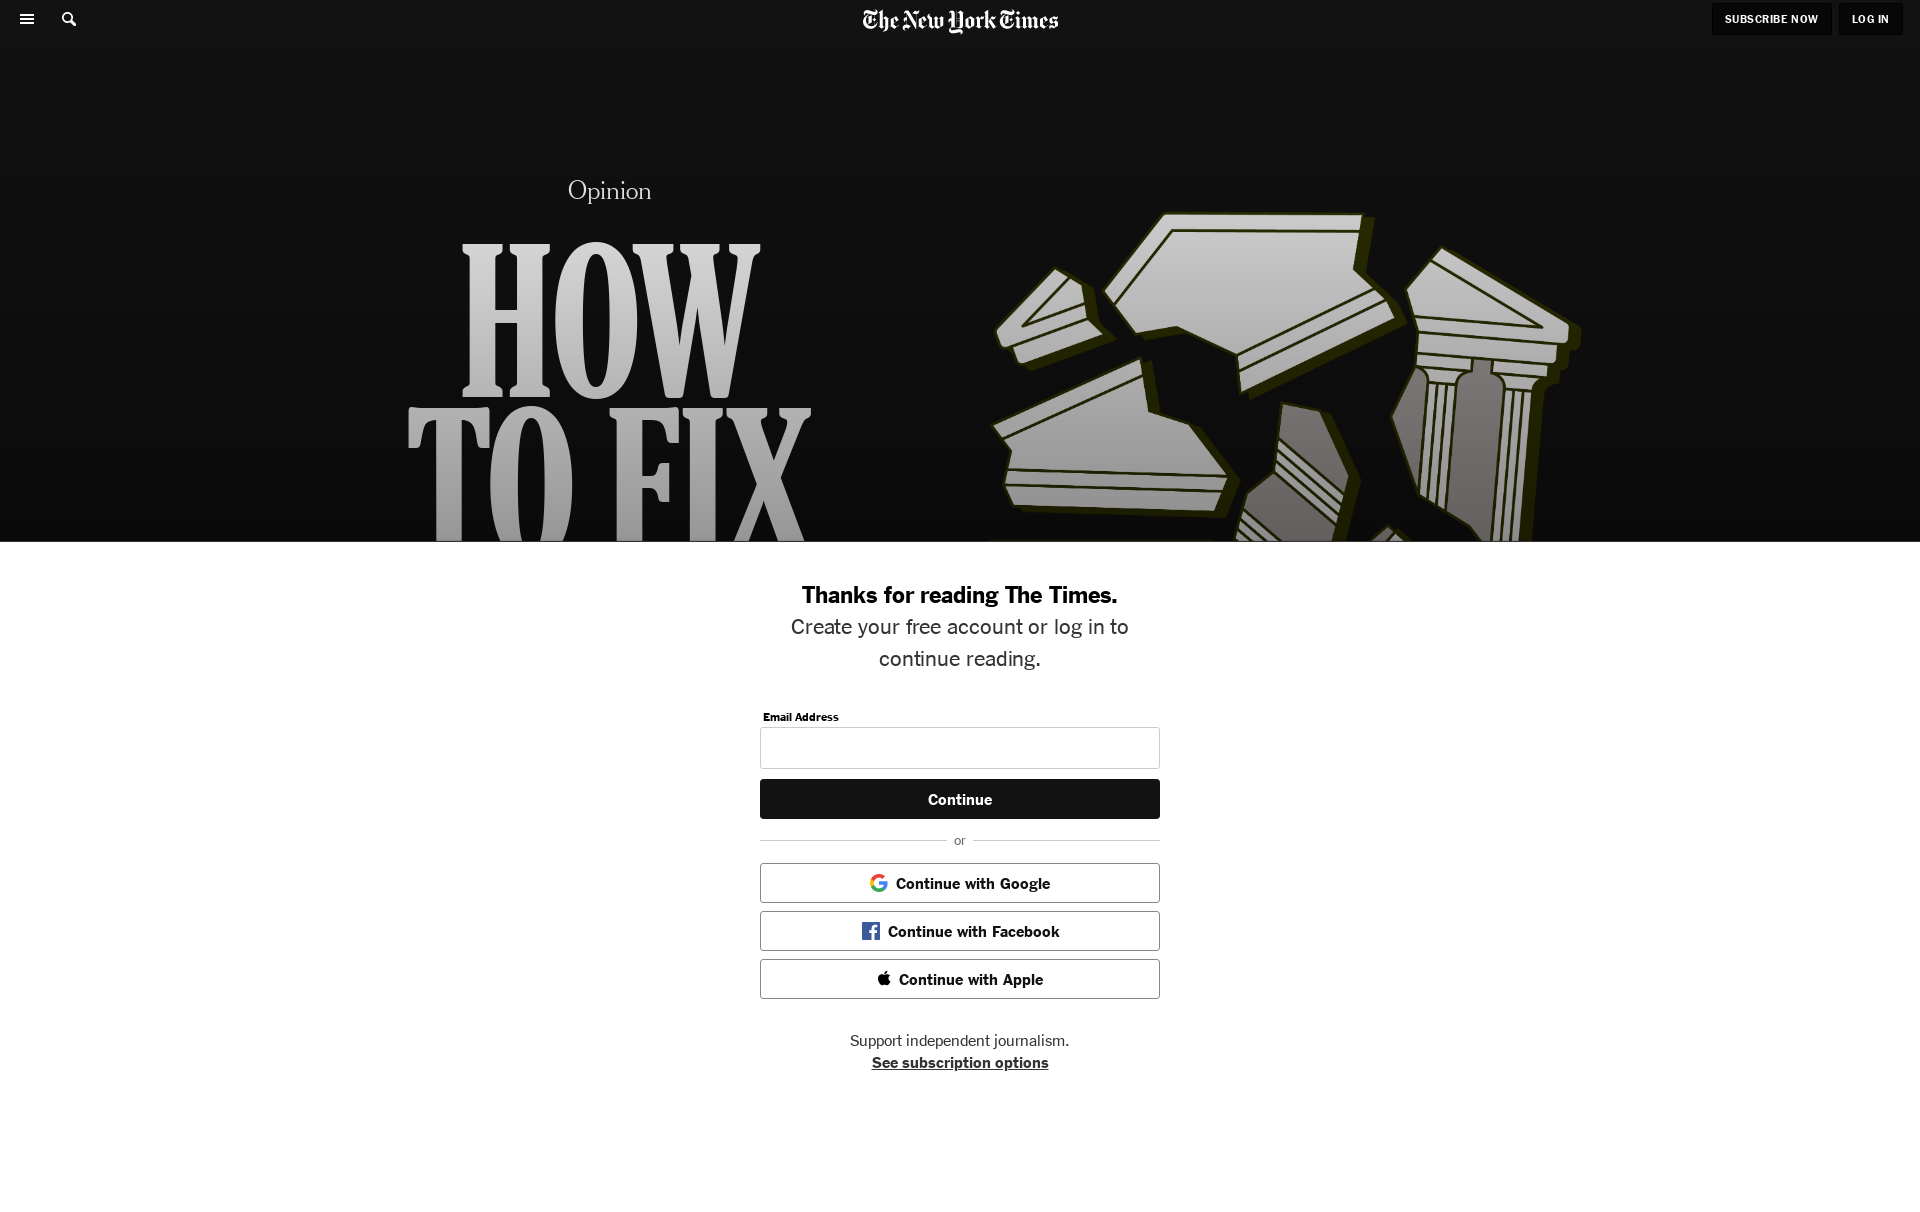 The New York Times
SUBSCRIBE NOW
LOG IN
Opinion
HOW
TO FIX
Thanks for reading The Times.
Create your free account or log in to
continue reading.
Email Address
Continue
or
Continue with Google
Continue with Facebook
Continue with Apple
Support independent journalism.
See subscription options